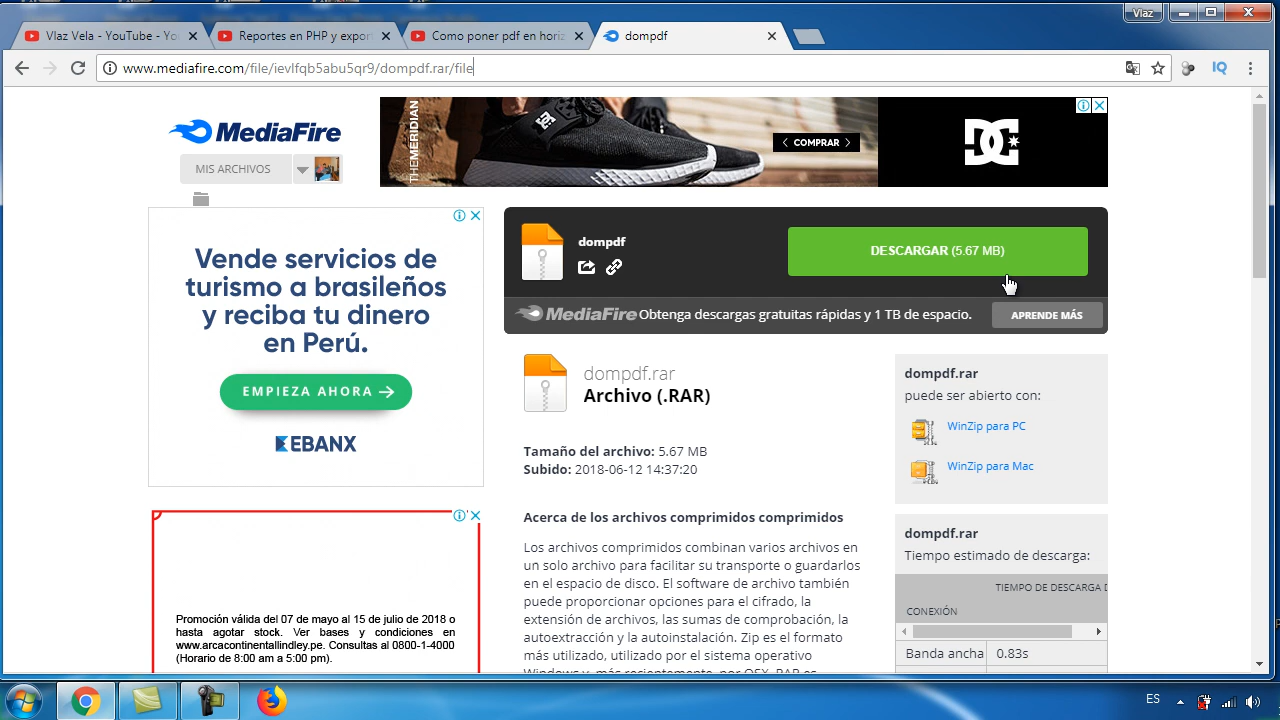 Vlaz
Vlaz Vela - YouTube - Yo
Reportes en PHP y export
Como poner pdf en horiz
dompdf
www.mediafire.com/file/ievlfqb5abu5qr9/dompdf.rar/file
IQ
MediaFire
MIS ARCHIVOS
THEMERIDIAN
COMPRAR
DC
Vende servicios de
turismo a brasileños
y reciba tu dinero
en Perú.
EMPIEZA AHORA
EBANX
dompdf
DESCARGAR (5.67 MB)
MediaFire Obtenga descargas gratuitas rápidas y 1 TB de espacio.
APRENDE MÁS
dompdf.rar
Archivo (.RAR)
Tamaño del archivo: 5.67 MB
Subido: 2018-06-12 14:37:20
Acerca de los archivos comprimidos comprimidos
Los archivos comprimidos combinan varios archivos en
un solo archivo para facilitar su transporte o guardarlos
en el espacio de disco. El software de archivo también
puede proporcionar opciones para el cifrado, la
extensión de archivos, las sumas de comprobación, la
autoextracción y la autoinstalación. Zip es el formato
más utilizado, utilizado por el sistema operativo
Windows y, más recientemente, por OSX. RAR es
dompdf.rar
puede ser abierto con:
WinZip para PC
WinZip para Mac
dompdf.rar
Tiempo estimado de descarga:
TIEMPO DE DESCARGA D
CONEXIÓN
Banda ancha 0.83s
Promoción válida del 07 de mayo al 15 de julio de 2018 o
hasta agotar stock. Ver bases y condiciones en
www.arcacontinentallindley.pe. Consultas al 0800-1-4000
(Horario de 8:00 am a 5:00 pm).
ES